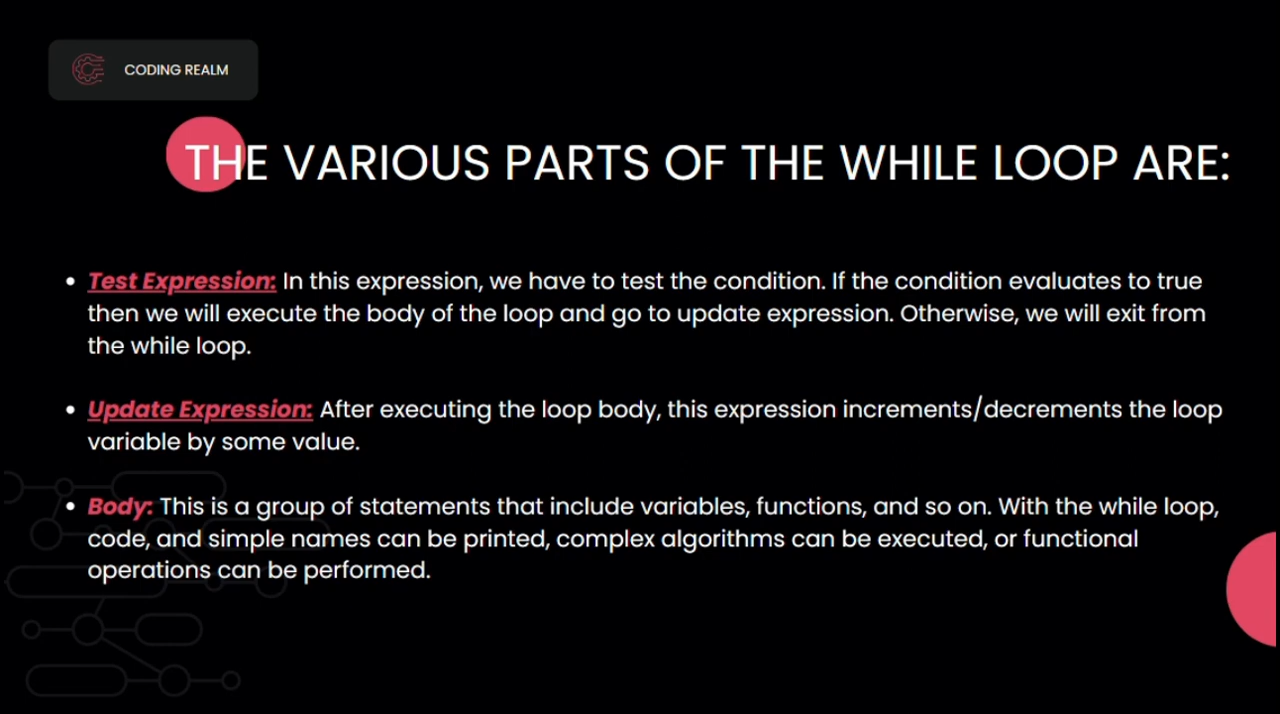 CODING REALM
THE VARIOUS PARTS OF THE WHILE LOOP ARE:
• Test Expression: In this expression, we have to test the condition. If the condition evaluates to true
then we will execute the body of the loop and go to update expression. Otherwise, we will exit from
the while loop.
• Update Expression: After executing the loop body, this expression increments/decrements the loop
variable by some value.
• Body: This is a group of statements that include variables, functions, and so on. With the while loop,
code, and simple names can be printed, complex algorithms can be executed, or functional
operations can be performed.